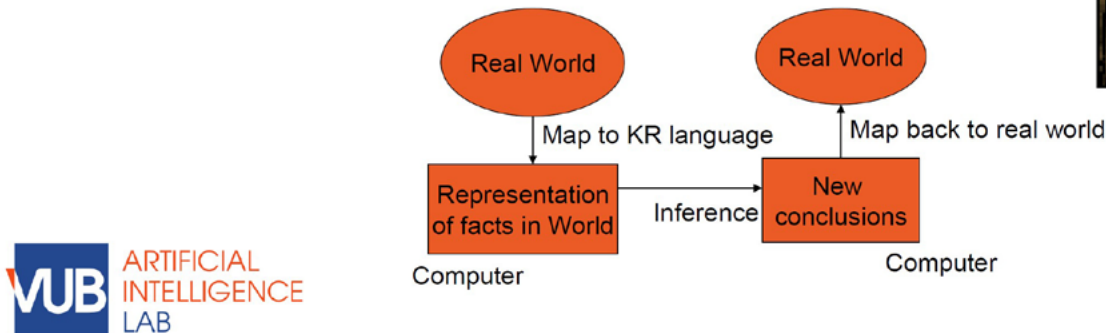 Real World
Real World
Map to KR language
Map back to real world
Representation
of facts in World
Inference
New
conclusions
Computer
Computer
VUB
ARTIFICIAL
INTELLIGENCE
LAB